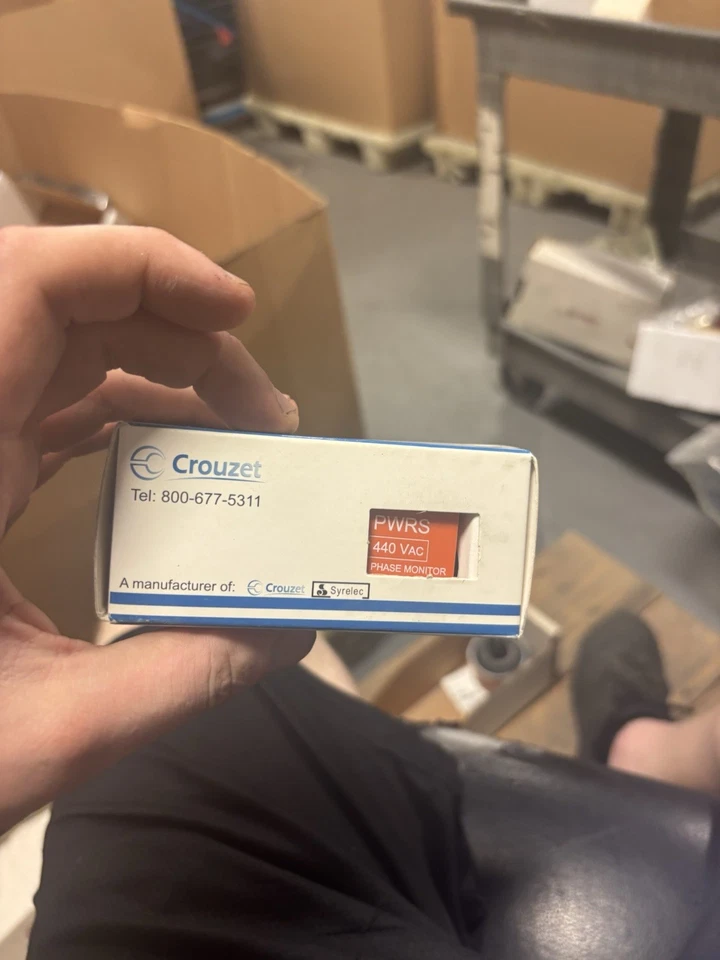 Crouzet
Tel: 800-677-5311
PWRS
440 VAC
PHASE MONITOR
A manufacturer of: Crouzet Syrelec